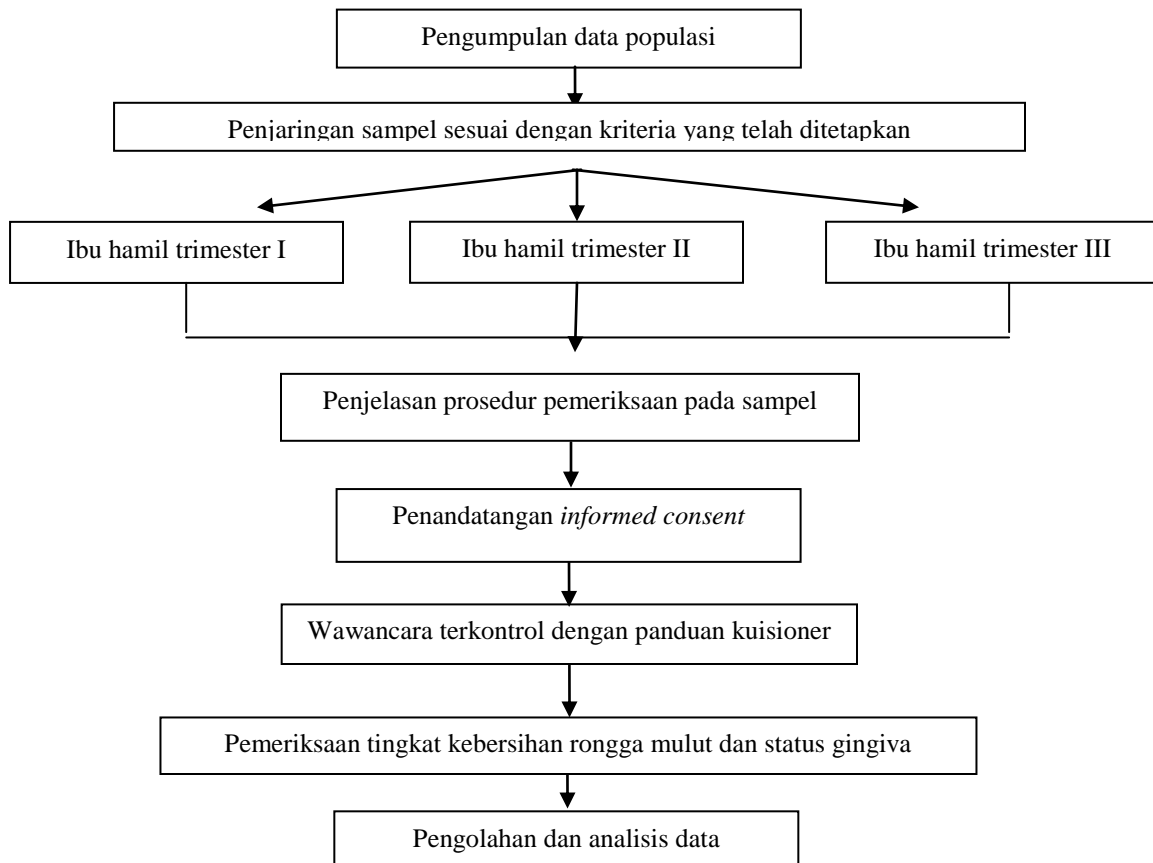 Pengumpulan data populasi
Penjaringan sampel sesuai dengan kriteria yang telah ditetapkan
Ibu hamil trimester I
Ibu hamil trimester II
Ibu hamil trimester III
Penjelasan prosedur pemeriksaan pada sampel
Penandatangan informed consent
Wawancara terkontrol dengan panduan kuisioner
Pemeriksaan tingkat kebersihan rongga mulut dan status gingiva
Pengolahan dan analisis data